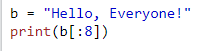 b = "Hello, Everyone!"
print(b[:8])